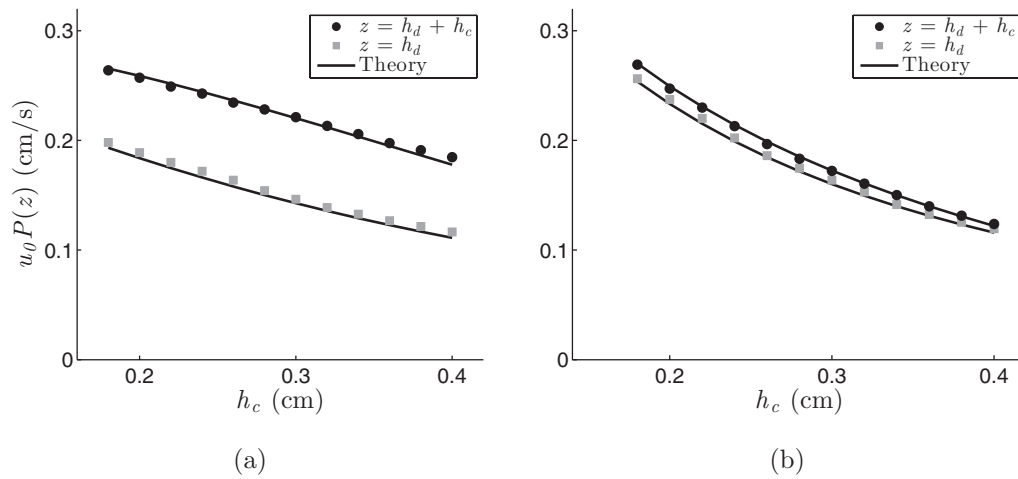 0.3
0.2
0.1
0
u₀P(z) (cm/s)
z = h_d + h_c
z = h_d
Theory
0.2
0.3
0.4
h_c (cm)
(a)
0.3
0.2
0.1
0
z = h_d + h_c
z = h_d
Theory
0.2
0.3
0.4
h_c (cm)
(b)